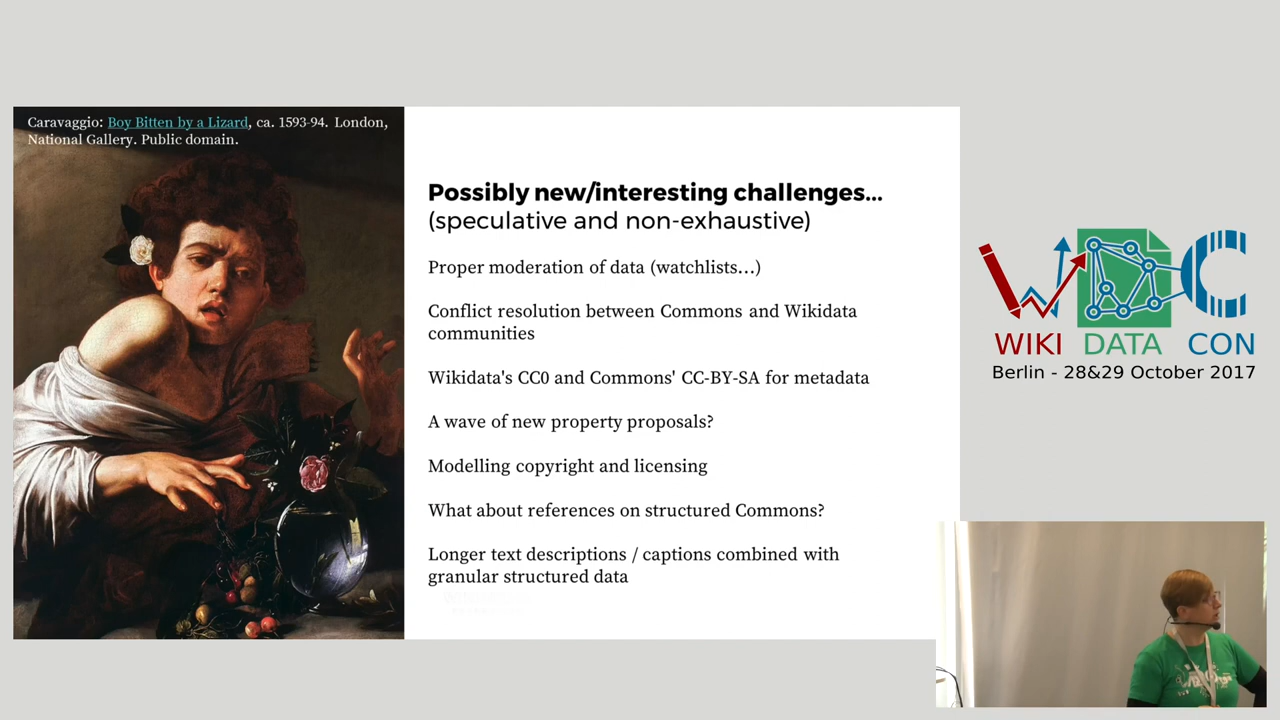 Caravaggio: Boy Bitten by a Lizard, ca. 1593-94. London,
National Gallery. Public domain.
Possibly new/interesting challenges...
(speculative and non-exhaustive)
Proper moderation of data (watchlists...)
Conflict resolution between Commons and Wikidata
communities
Wikidata's CC0 and Commons' CC-BY-SA for metadata
A wave of new property proposals?
Modelling copyright and licensing
What about references on structured Commons?
Longer text descriptions / captions combined with
granular structured data
WIKI DATA CON
Berlin - 28&29 October 2017